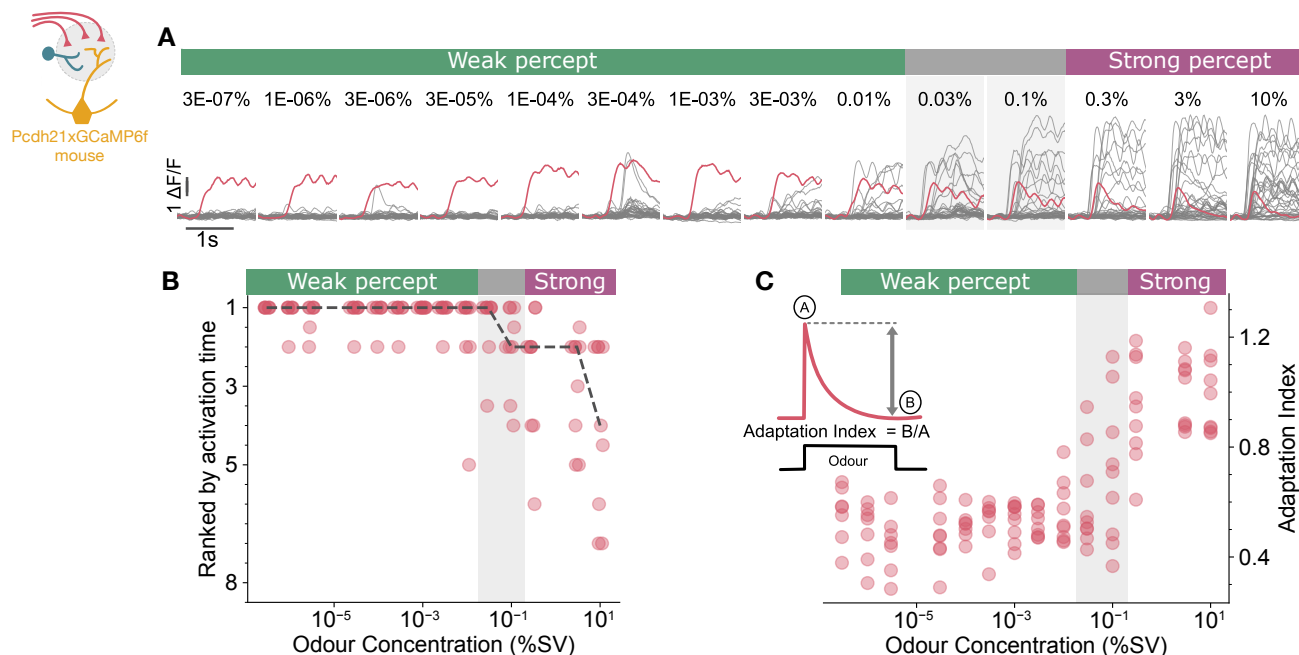 Pcdh21xGCaMP6f
mouse
A
Weak percept
Strong percept
3E-07% 1E-06% 3E-06% 3E-05% 1E-04% 3E-04% 1E-03% 3E-03% 0.01% 0.03% 0.1% 0.3% 3% 10%
1 ΔF/F
1s
B
Weak percept
Strong
Ranked by activation time
1
3
5
8
10⁻⁵ 10⁻³ 10⁻¹ 10¹
Odour Concentration (%SV)
C
Weak percept
Strong
A
B
Adaptation Index = B/A
Odour
1.2
0.8
0.4
Adaptation Index
10⁻⁵ 10⁻³ 10⁻¹ 10¹
Odour Concentration (%SV)